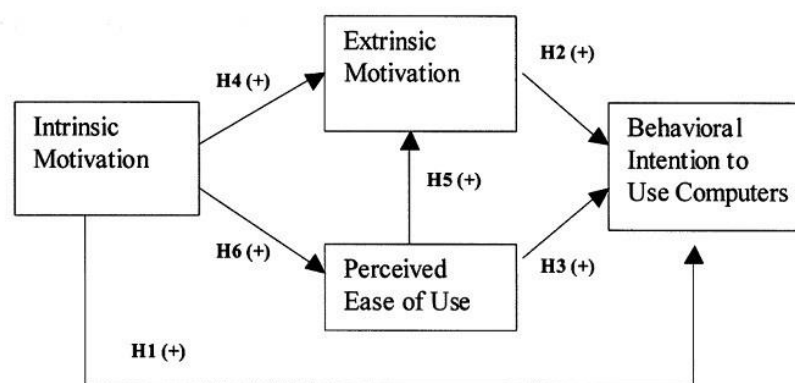 Extrinsic
Motivation
H4 (+)
H2 (+)
Intrinsic
Motivation
Behavioral
Intention to
Use Computers
H5 (+)
H6 (+)
Perceived
Ease of Use
H3 (+)
H1 (+)